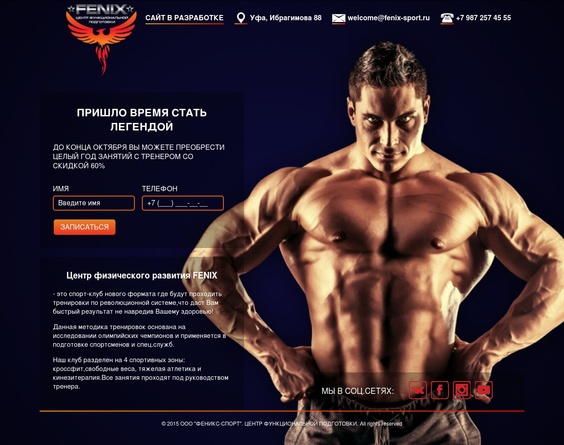 FENIX
ЦЕНТР ФУНКЦИОНАЛЬНОЙ
ПОДГОТОВКИ
САЙТ В РАЗРАБОТКЕ
Уфа, Ибрагимова 88
welcome@fenix-sport.ru
+7 987 257 45 55
ПРИШЛО ВРЕМЯ СТАТЬ
ЛЕГЕНДОЙ
ДО КОНЦА ОКТЯБРЯ ВЫ МОЖЕТЕ ПРЕОБРЕСТИ
ЦЕЛЫЙ ГОД ЗАНЯТИЙ С ТРЕНЕРОМ СО
СКИДКОЙ 60%
ИМЯ
ТЕЛЕФОН
Введите имя
+7 (___) ___-__-__
ЗАПИСАТЬСЯ
Центр физического развития FENIX
- это спорт-клуб нового формата где будут проходить
тренировки по революционной системе,что даст Вам
быстрый результат не навредив Вашему здоровью!
Данная методика тренировок основана на
исследовании олимпийских чемпионов и применяется в
подготовке спортсменов и спец.служб.
Наш клуб разделен на 4 спортивных зоны:
кроссфит,свободные веса, тяжелая атлетика и
кинезитерапия.Все занятия проходят под руководством
тренера.
МЫ В СОЦ.СЕТЯХ:
© 2015 ООО "ФЕНИКС-СПОРТ". ЦЕНТР ФУНКЦИОНАЛЬНОЙ ПОДГОТОВКИ. All rights reserved